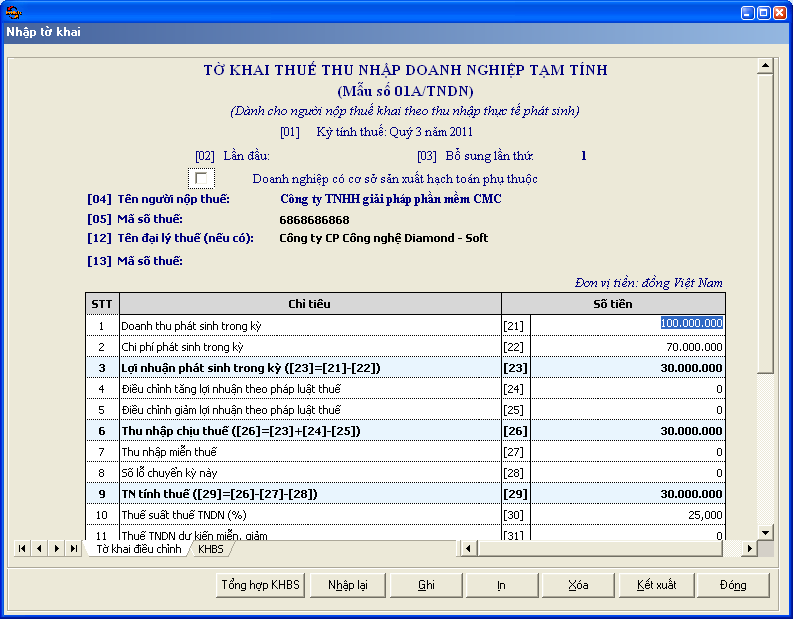 Nhập tờ khai
TỜ KHAI THUẾ THU NHẬP DOANH NGHIỆP TẠM TÍNH
(Mẫu số 01A/TNDN)
(Dành cho người nộp thuế khai theo thu nhập thực tế phát sinh)
[01] Kỳ tính thuế: Quý 3 năm 2011
[02] Lần đầu: [03] Bổ sung lần thứ: 1
Doanh nghiệp có cơ sở sản xuất hạch toán phụ thuộc
[04] Tên người nộp thuế: Công ty TNHH giải pháp phần mềm CMC
[05] Mã số thuế: 6868686868
[12] Tên đại lý thuế (nếu có): Công ty CP Công nghệ Diamond - Soft
[13] Mã số thuế:
Đơn vị tiền: đồng Việt Nam
STT Chỉ tiêu Số tiền
1 Doanh thu phát sinh trong kỳ [21] 100.000.000
2 Chi phí phát sinh trong kỳ [22] 70.000.000
3 Lợi nhuận phát sinh trong kỳ ([23]=[21]-[22]) [23] 30.000.000
4 Điều chỉnh tăng lợi nhuận theo pháp luật thuế [24] 0
5 Điều chỉnh giảm lợi nhuận theo pháp luật thuế [25] 0
6 Thu nhập chịu thuế ([26]=[23]+[24]-[25]) [26] 30.000.000
7 Thu nhập miễn thuế [27] 0
8 Số lỗ chuyển kỳ này [28] 0
9 TN tính thuế ([29]=[26]-[27]-[28]) [29] 30.000.000
10 Thuế suất thuế TNDN (%) [30] 25,000
11 Thuế TNDN dự kiến miễn, giảm [31] 0
Tờ khai điều chỉnh KHBS
Tổng hợp KHBS Nhập lại Ghi In Xóa Kết xuất Đóng